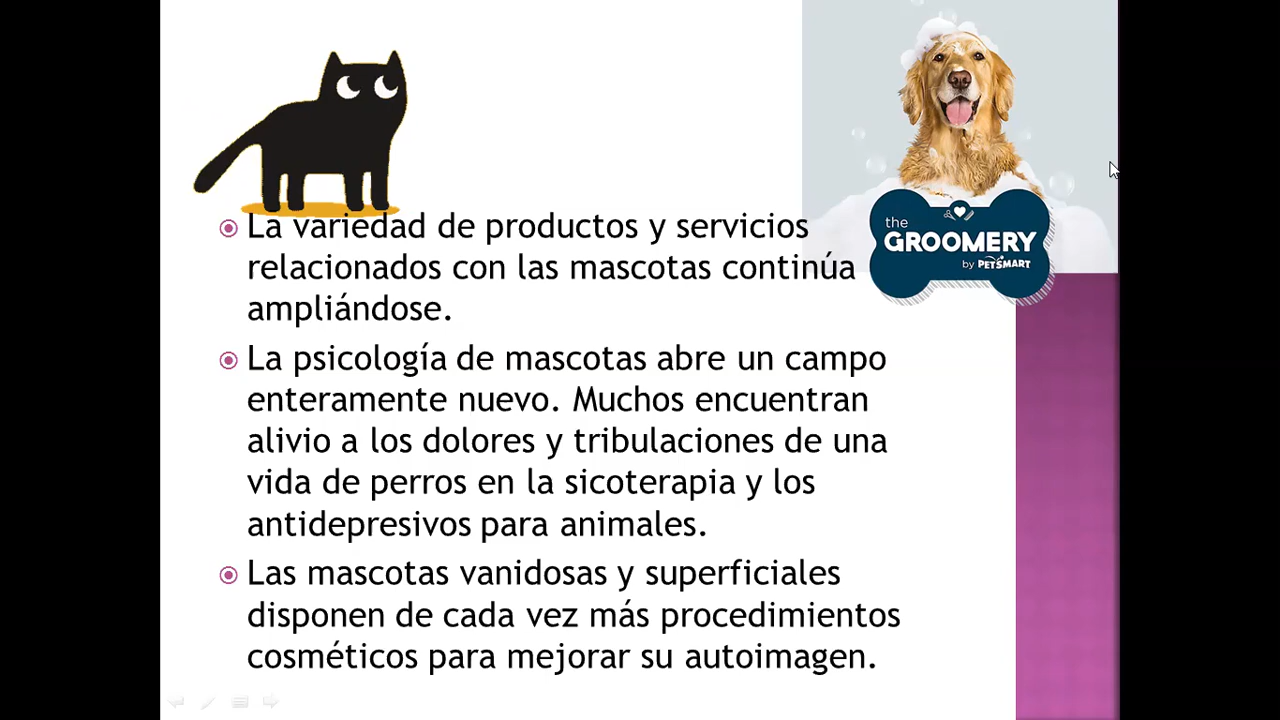 the
GROOMERY
by PETSMART
La variedad de productos y servicios
relacionados con las mascotas continúa
ampliándose.
La psicología de mascotas abre un campo
enteramente nuevo. Muchos encuentran
alivio a los dolores y tribulaciones de una
vida de perros en la sicoterapia y los
antidepresivos para animales.
Las mascotas vanidosas y superficiales
disponen de cada vez más procedimientos
cosméticos para mejorar su autoimagen.